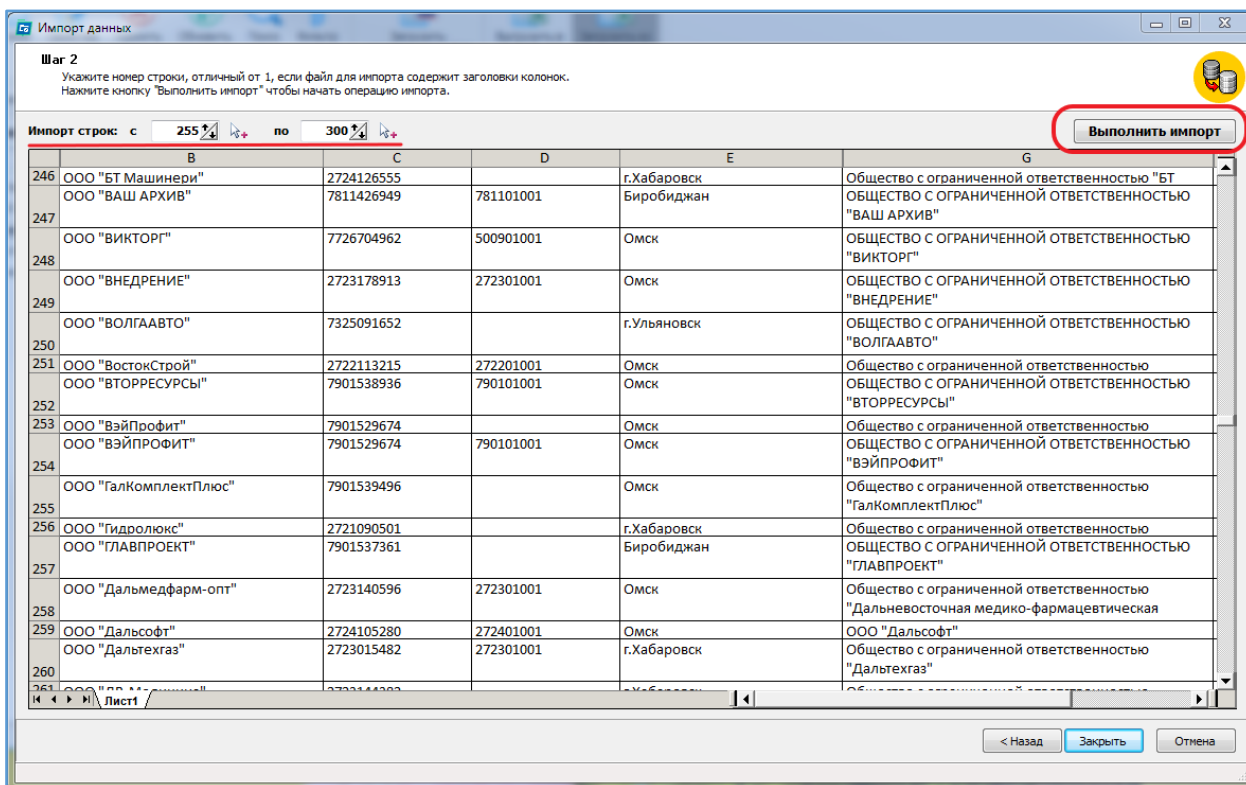 Импорт данных
Шаг 2
Укажите номер строки, отличный от 1, если файл для импорта содержит заголовки колонок.
Нажмите кнопку "Выполнить импорт" чтобы начать операцию импорта.
Импорт строк: с 255 по 300 Выполнить импорт
B C D E G
246 ООО "БТ Машинери" 2724126555 г.Хабаровск Общество с ограниченной ответственностью "БТ
ООО "ВАШ АРХИВ" 7811426949 781101001 Биробиджан ОБЩЕСТВО С ОГРАНИЧЕННОЙ ОТВЕТСТВЕННОСТЬЮ
247 "ВАШ АРХИВ"
ООО "ВИКТОРГ" 7726704962 500901001 Омск ОБЩЕСТВО С ОГРАНИЧЕННОЙ ОТВЕТСТВЕННОСТЬЮ
248 "ВИКТОРГ"
ООО "ВНЕДРЕНИЕ" 2723178913 272301001 Омск ОБЩЕСТВО С ОГРАНИЧЕННОЙ ОТВЕТСТВЕННОСТЬЮ
249 "ВНЕДРЕНИЕ"
ООО "ВОЛГААВТО" 7325091652 г.Ульяновск ОБЩЕСТВО С ОГРАНИЧЕННОЙ ОТВЕТСТВЕННОСТЬЮ
250 "ВОЛГААВТО"
251 ООО "ВостокСтрой" 2722113215 272201001 Омск Общество с ограниченной ответственностью
ООО "ВТОРРЕСУРСЫ" 7901538936 790101001 Омск ОБЩЕСТВО С ОГРАНИЧЕННОЙ ОТВЕТСТВЕННОСТЬЮ
252 "ВТОРРЕСУРСЫ"
253 ООО "ВэйПрофит" 7901529674 Омск Общество с ограниченной ответственностью
ООО "ВЭЙПРОФИТ" 7901529674 790101001 Омск ОБЩЕСТВО С ОГРАНИЧЕННОЙ ОТВЕТСТВЕННОСТЬЮ
254 "ВЭЙПРОФИТ"
ООО "ГалКомплектПлюс" 7901539496 Омск Общество с ограниченной ответственностью
255 "ГалКомплектПлюс"
256 ООО "Гидролюкс" 2721090501 г.Хабаровск Общество с ограниченной ответственностью
ООО "ГЛАВПРОЕКТ" 7901537361 Биробиджан ОБЩЕСТВО С ОГРАНИЧЕННОЙ ОТВЕТСТВЕННОСТЬЮ
257 "ГЛАВПРОЕКТ"
ООО "Дальмедфарм-опт" 2723140596 272301001 Омск Общество с ограниченной ответственностью
258 "Дальневосточная медико-фармацевтическая
259 ООО "Дальсофт" 2724105280 272401001 Омск ООО "Дальсофт"
ООО "Дальтехгаз" 2723015482 272301001 г.Хабаровск Общество с ограниченной ответственностью
260 "Дальтехгаз"
Лист1
< Назад Закрыть Отмена